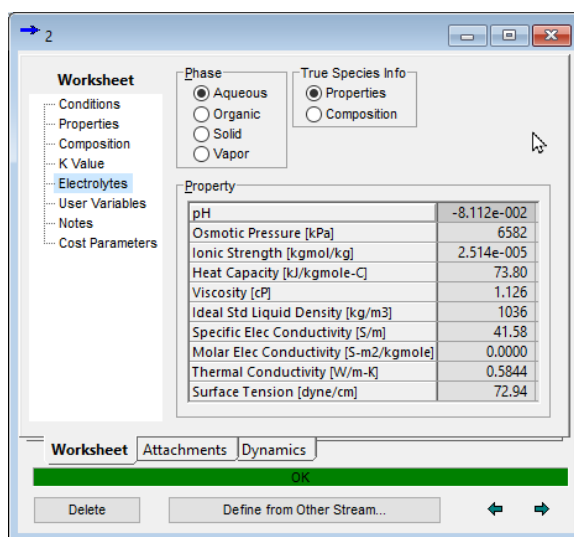 2
Worksheet
Conditions
Properties
Composition
K Value
Electrolytes
User Variables
Notes
Cost Parameters
Phase
Aqueous
Organic
Solid
Vapor
True Species Info
Properties
Composition
Property
pH -8.112e-002
Osmotic Pressure [kPa] 6582
Ionic Strength [kgmol/kg] 2.514e-005
Heat Capacity [kJ/kgmole-C] 73.80
Viscosity [cP] 1.126
Ideal Std Liquid Density [kg/m3] 1036
Specific Elec Conductivity [S/m] 41.58
Molar Elec Conductivity [S-m2/kgmole] 0.0000
Thermal Conductivity [W/m-K] 0.5844
Surface Tension [dyne/cm] 72.94
Worksheet Attachments Dynamics
OK
Delete Define from Other Stream...